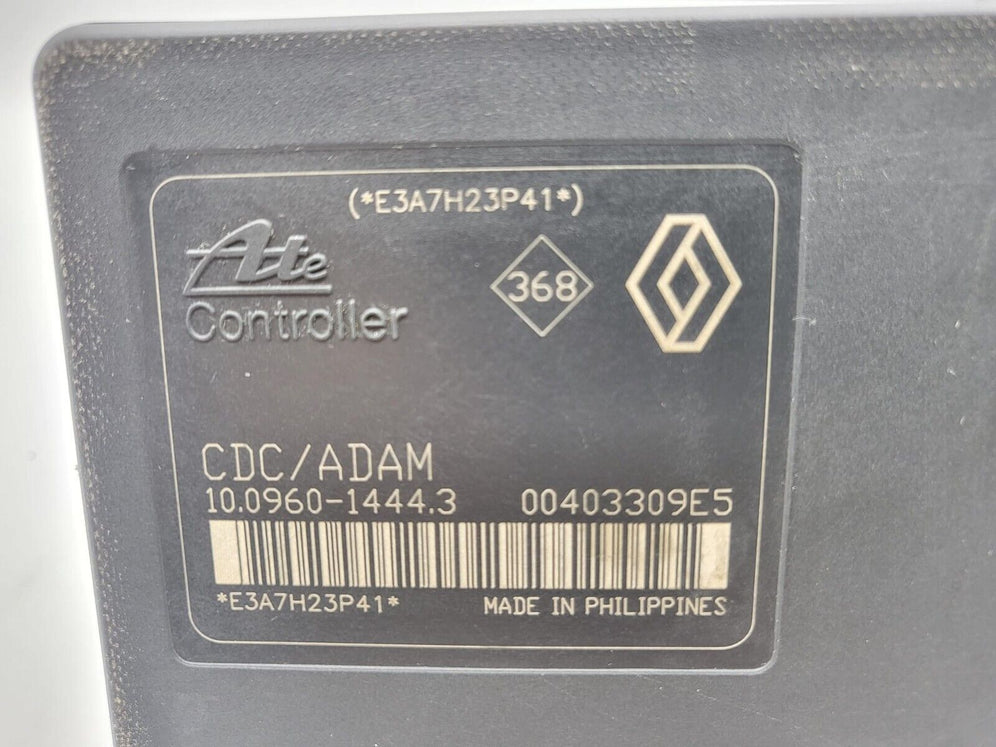 (*E3A7H23P41*)
Ate
Controller
368
CDC/ADAM
10.0960-1444.3 00403309E5
*E3A7H23P41* MADE IN PHILIPPINES